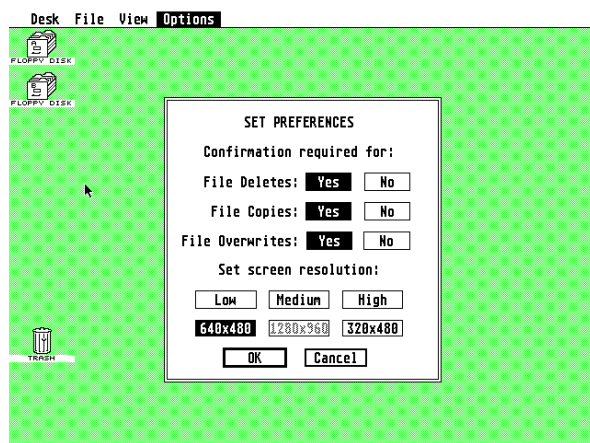 Desk File View Options
A
FLOPPY DISK
B
FLOPPY DISK
SET PREFERENCES
Confirmation required for:
File Deletes: Yes No
File Copies: Yes No
File Overwrites: Yes No
Set screen resolution:
Low Medium High
640x480 1280x960 320x480
OK Cancel
TRASH